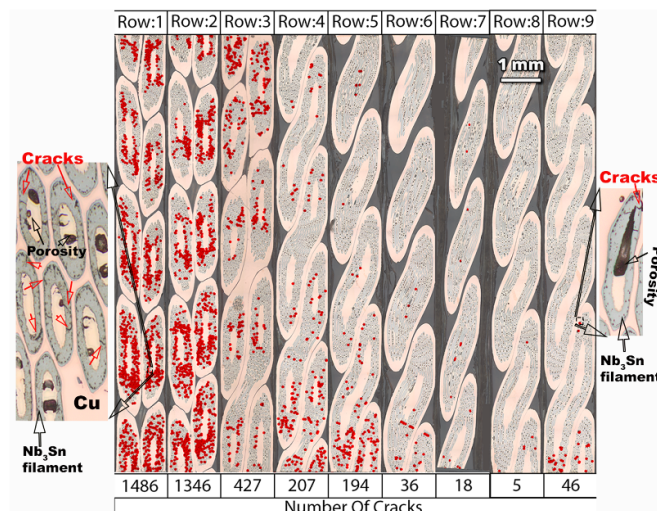 Row:1 Row:2 Row:3 Row:4 Row:5 Row:6 Row:7 Row:8 Row:9
1 mm
Cracks
Porosity
Cu
Nb3Sn
filament
Cracks
Porosity
Nb3Sn
filament
1486 1346 427 207 194 36 18 5 46
Number Of Cracks